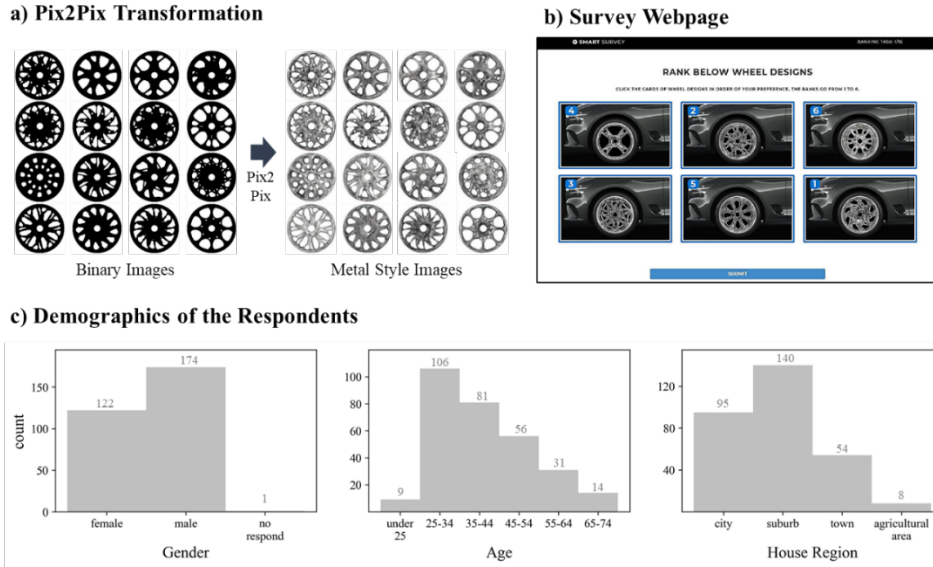 a) Pix2Pix Transformation
Pix2
Pix
Binary Images
Metal Style Images
b) Survey Webpage
SMART SURVEY
RANKING TASK: 1/16
RANK BELOW WHEEL DESIGNS
CLICK THE CARDS OF WHEEL DESIGNS IN ORDER OF YOUR PREFERENCE. THE RANKS GO FROM 1 TO 6.
4
2
6
3
5
1
SUBMIT
c) Demographics of the Respondents
count
150
100
50
0
122
174
1
female
male
no
respond
Gender
100
80
60
40
20
9
106
81
56
31
14
under
25
25-34
35-44
45-54
55-64
65-74
Age
120
80
40
95
140
54
8
city
suburb
town
agricultural
area
House Region